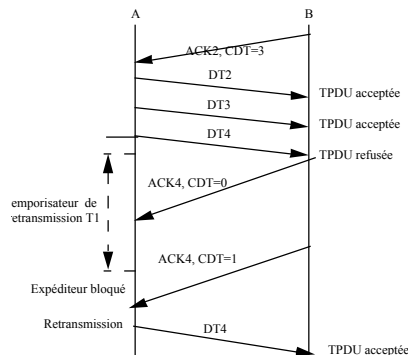 A B
ACK2, CDT=3
DT2
TPDU acceptée
DT3
TPDU acceptée
DT4
TPDU refusée
ACK4, CDT=0
emporisateur de
retransmission T1
ACK4, CDT=1
Expéditeur bloqué
Retransmission
DT4
TPDU acceptée